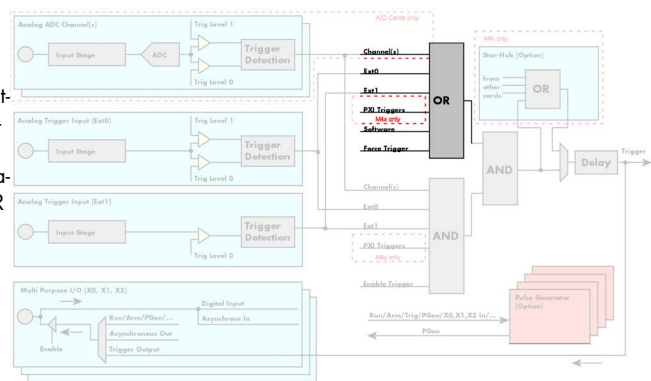 A/D Cards only
Analog ADC Channel(s)
Trig Level 1
Input Stage
ADC
Trigger
Detection
Trig Level 0
M4i only
Star-Hub (Option)
from
other
cards
OR
Channel(s)
Ext0
Ext1
PXI Triggers
M4x only
Software
Force Trigger
OR
t-
Analog Trigger Input (Ext0)
Trig Level 1
Input Stage
Trigger
Detection
Trig Level 0
a-
R
AND
Delay
Trigger
Analog Trigger Input (Ext1)
Input Stage
Trigger
Detection
Trig Level 0
Channel(s)
Ext0
Ext1
PXI Triggers
M4x only
Enable Trigger
AND
Multi Purpose I/O (X0, X1, X2)
Digital Input
Run/Arm/PGen/...
Asynchronous In
Asynchronous Out
Trigger Output
Enable
Pulse Generator
(Option)
Run/Arm/Trig/PGen/X0,X1,X2 In/...
PGen